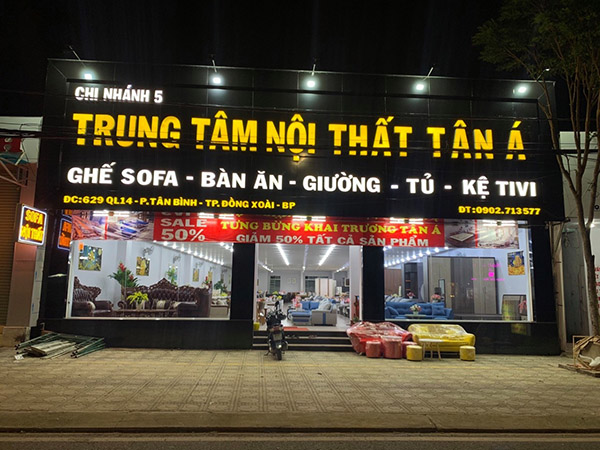 CHI NHÁNH 5
TRUNG TÂM NỘI THẤT TÂN Á
GHẾ SOFA - BÀN ĂN - GIƯỜNG - TỦ - KỆ TIVI
ĐC:629 QL14 - P.TÂN BÌNH - TP.ĐỒNG XOÀI - BP
ĐT:0902.713577
SALE 50%
TƯNG BỪNG KHAI TRƯƠNG TÂN Á
GIẢM 50% TẤT CẢ SẢN PHẨM
SOFA